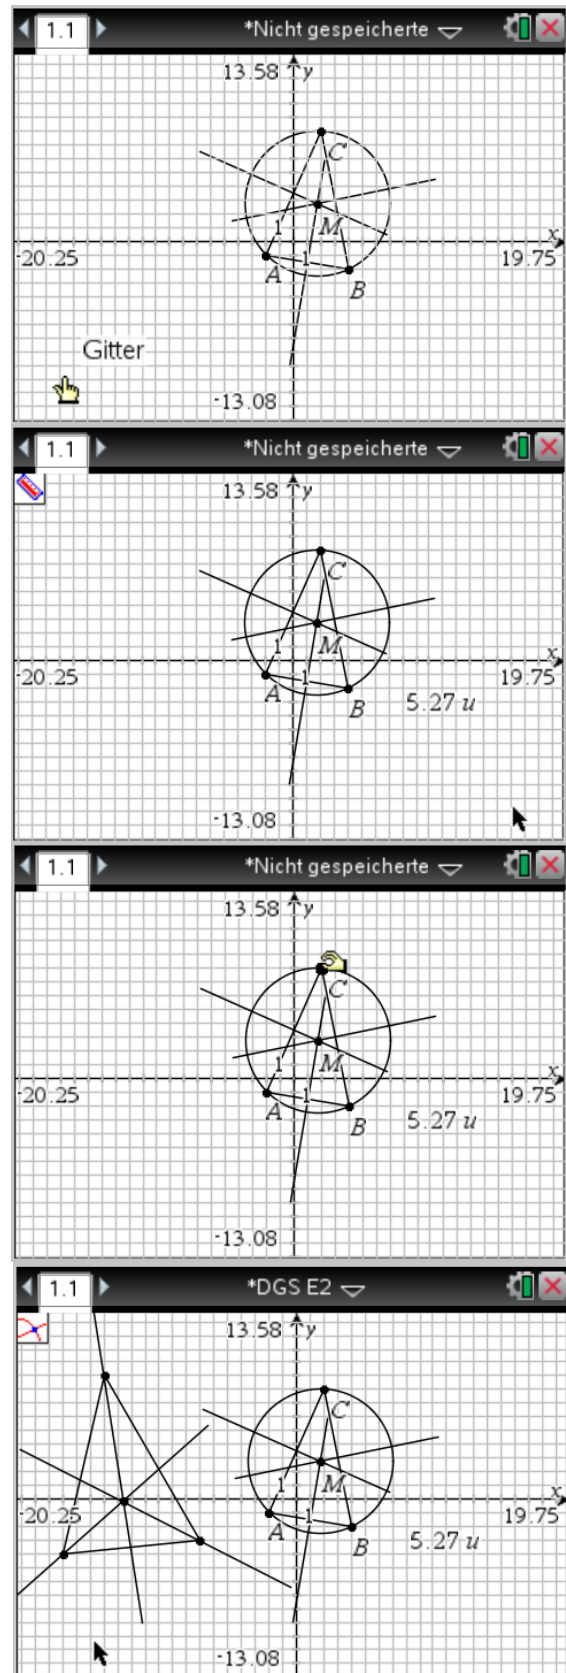 1.1 *Nicht gespeicherte
13.58 y
C
1 M
x
-20.25 19.75
A 1 B
Gitter
-13.08
1.1 *Nicht gespeicherte
13.58 y
C
1 M
x
-20.25 19.75
A 1 B 5.27 u
-13.08
1.1 *Nicht gespeicherte
13.58 y
C
1 M
x
-20.25 19.75
A 1 B 5.27 u
-13.08
1.1 *DGS E2
13.58 y
C
1 M
x
-20.25 19.75
A 1 B 5.27 u
-13.08